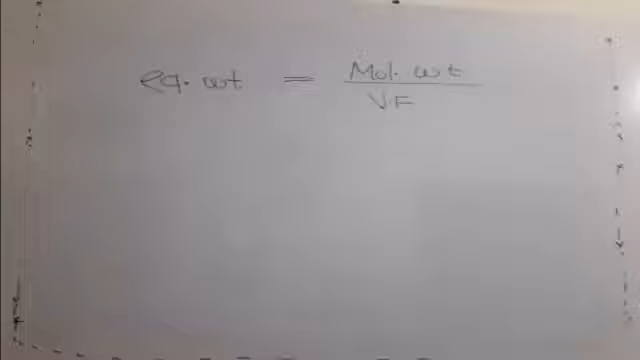 eq. wt = Mol. wt
V.F